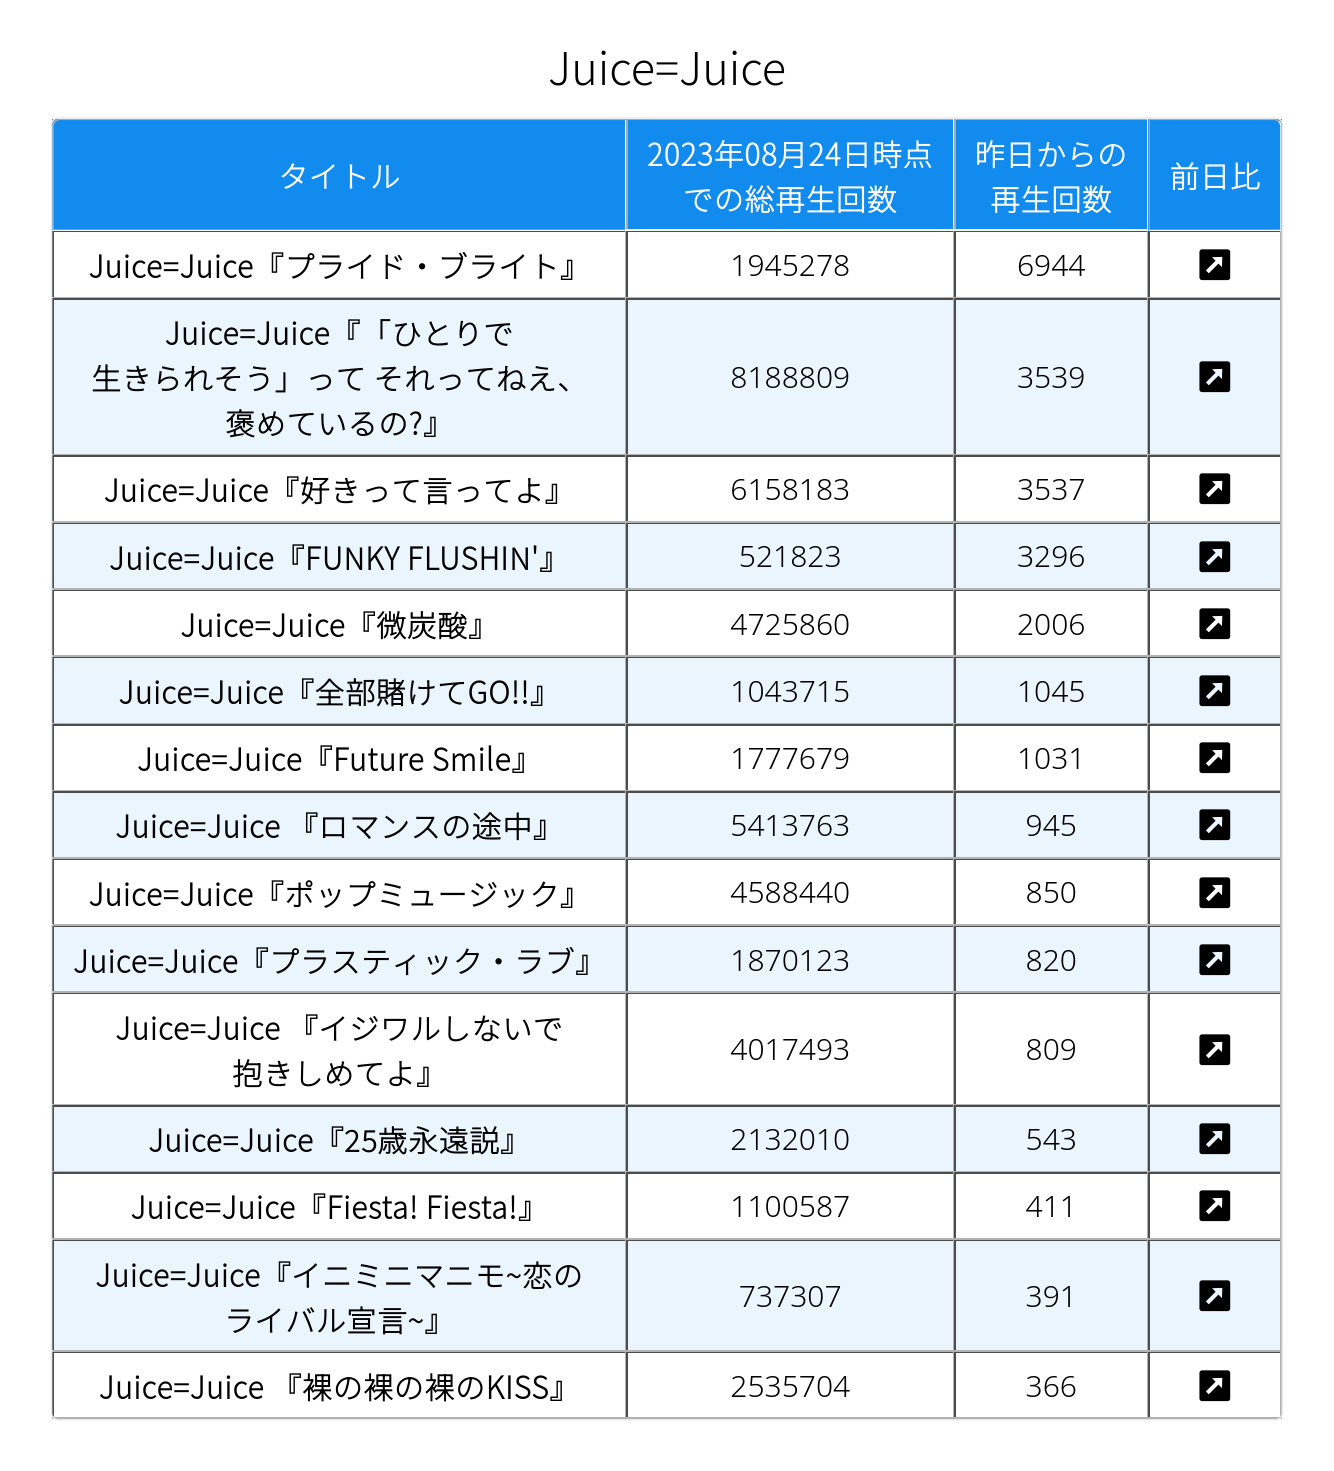 Juice=Juice
タイトル
2023年08月24日時点
での総再生回数
昨日からの
再生回数
前日比
Juice=Juice『プライド・ブライト』 1945278 6944
Juice=Juice『「ひとりで
生きられそう」って それってねえ、
褒めているの?』 8188809 3539
Juice=Juice『好きって言ってよ』 6158183 3537
Juice=Juice『FUNKY FLUSHIN'』 521823 3296
Juice=Juice『微炭酸』 4725860 2006
Juice=Juice『全部賭けてGO!!』 1043715 1045
Juice=Juice『Future Smile』 1777679 1031
Juice=Juice 『ロマンスの途中』 5413763 945
Juice=Juice『ポップミュージック』 4588440 850
Juice=Juice『プラスティック・ラブ』 1870123 820
Juice=Juice 『イジワルしないで
抱きしめてよ』 4017493 809
Juice=Juice『25歳永遠説』 2132010 543
Juice=Juice『Fiesta! Fiesta!』 1100587 411
Juice=Juice『イニミニマニモ~恋の
ライバル宣言~』 737307 391
Juice=Juice 『裸の裸の裸のKISS』 2535704 366